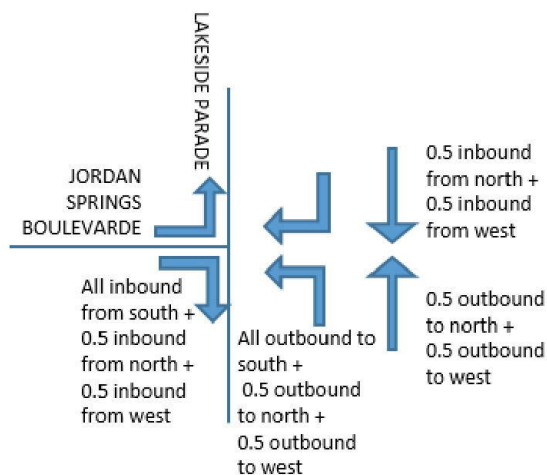 LAKESIDE PARADE
JORDAN
SPRINGS
BOULEVARDE
0.5 inbound
from north +
0.5 inbound
from west
All inbound
from south +
0.5 inbound
from north +
0.5 inbound
from west
All outbound to
south +
0.5 outbound
to north +
0.5 outbound
to west
0.5 outbound
to north +
0.5 outbound
to west